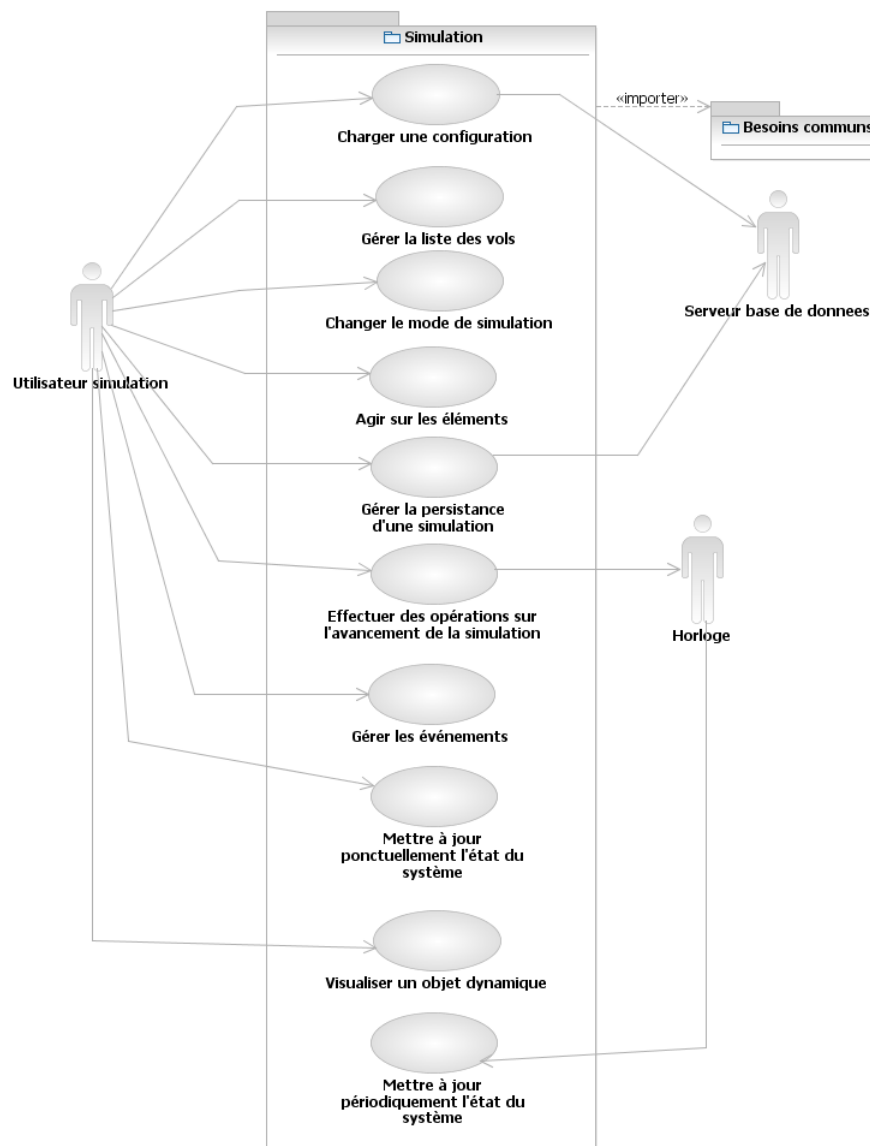 Simulation
«importer»
Besoins communs
Charger une configuration
Gérer la liste des vols
Serveur base de donnees
Changer le mode de simulation
Utilisateur simulation
Agir sur les éléments
Gérer la persistance
d'une simulation
Effectuer des opérations sur
l'avancement de la simulation
Horloge
Gérer les événements
Mettre à jour
ponctuellement l'état du
système
Visualiser un objet dynamique
Mettre à jour
périodiquement l'état du
système